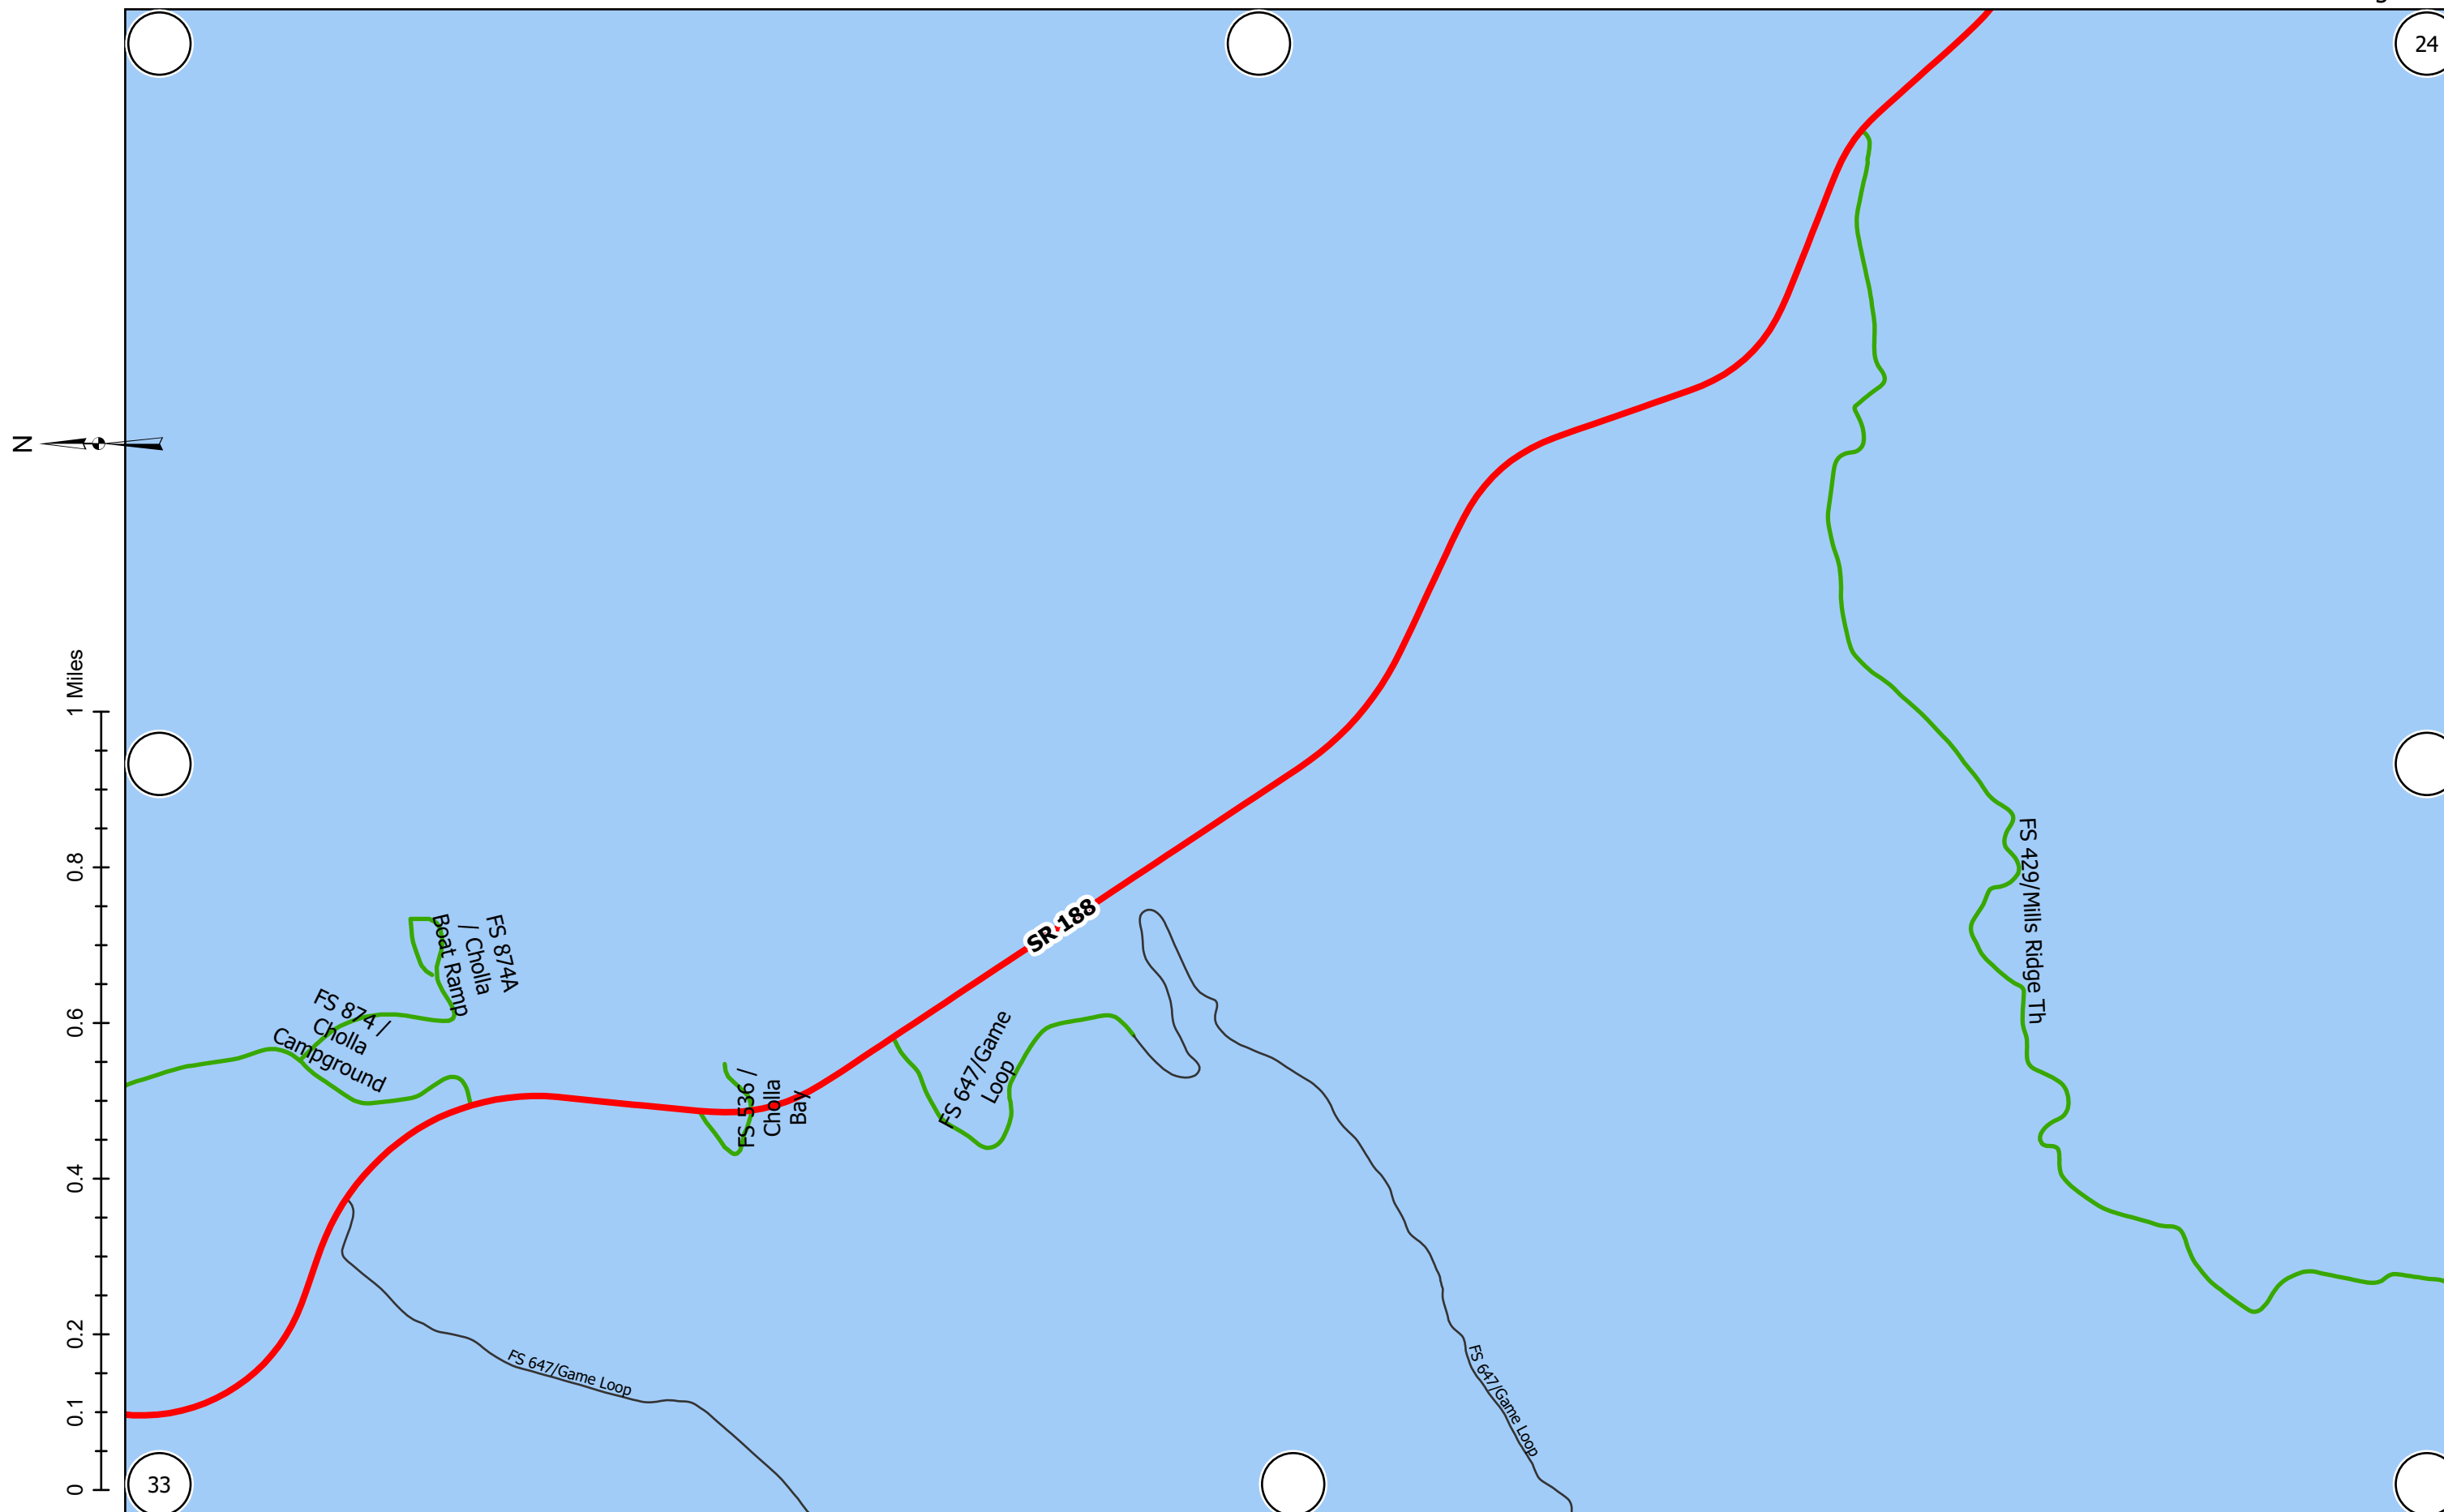 24
N
1 Miles
0.8
0.6
0.4
0.2
0.1
0
SR 188
FS 429/Mills Ridge Th
FS 874A
/ Cholla
Boat Ramp
FS 874 /
Cholla
Campground
FS 536 /
Cholla
Bay
FS 647/Game
Loop
FS 647/Game Loop
FS 647/Game Loop
33